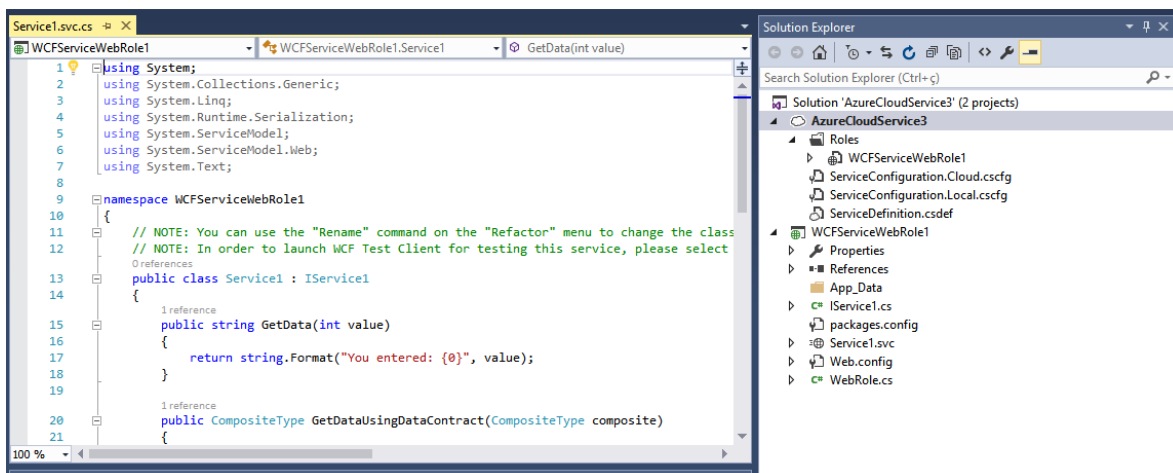 Service1.svc.cs
WCFServiceWebRole1
WCFServiceWebRole1.Service1
GetData(int value)
1 using System;
2 using System.Collections.Generic;
3 using System.Linq;
4 using System.Runtime.Serialization;
5 using System.ServiceModel;
6 using System.ServiceModel.Web;
7 using System.Text;
8
9 namespace WCFServiceWebRole1
10 {
11 // NOTE: You can use the "Rename" command on the "Refactor" menu to change the class
12 // NOTE: In order to launch WCF Test Client for testing this service, please select
0 references
13 public class Service1 : IService1
14 {
1 reference
15 public string GetData(int value)
16 {
17 return string.Format("You entered: {0}", value);
18 }
19
1 reference
20 public CompositeType GetDataUsingDataContract(CompositeType composite)
21 {
100 %
Solution Explorer
Search Solution Explorer (Ctrl+ç)
Solution 'AzureCloudService3' (2 projects)
AzureCloudService3
Roles
WCFServiceWebRole1
ServiceConfiguration.Cloud.cscfg
ServiceConfiguration.Local.cscfg
ServiceDefinition.csdef
WCFServiceWebRole1
Properties
References
App_Data
C# IService1.cs
packages.config
Service1.svc
Web.config
C# WebRole.cs